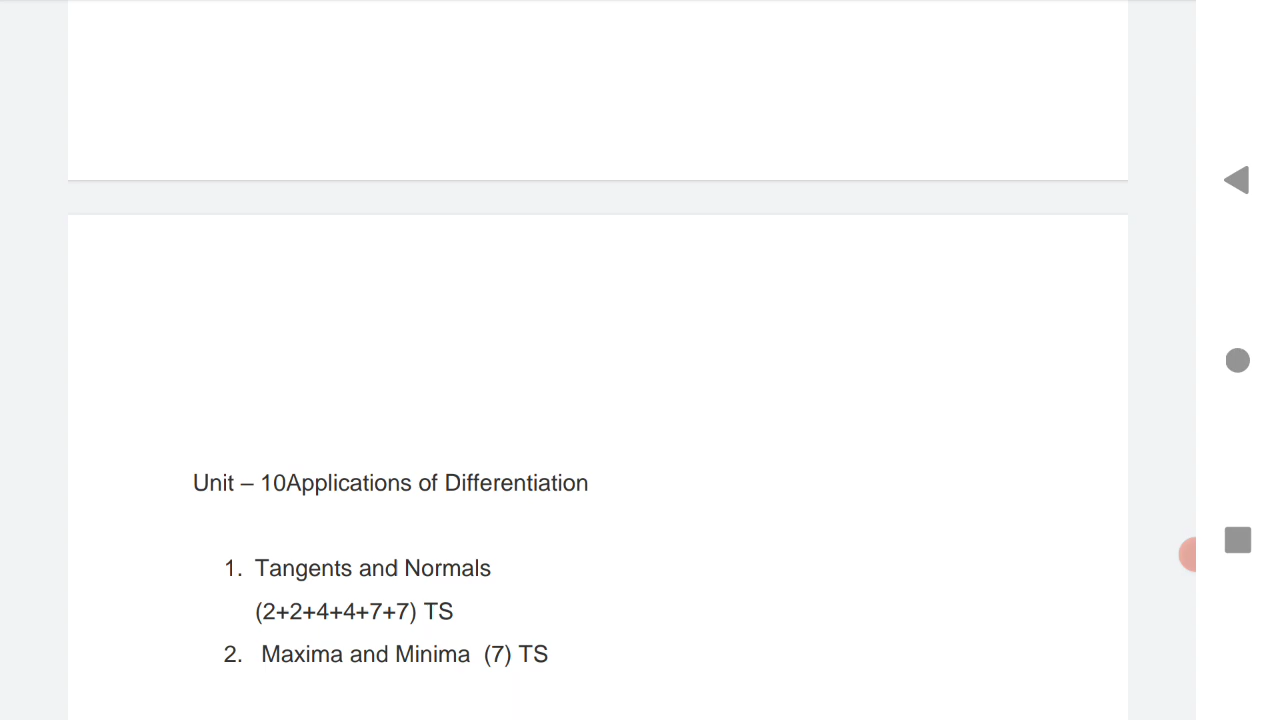 Unit – 10Applications of Differentiation
1. Tangents and Normals
(2+2+4+4+7+7) TS
2. Maxima and Minima (7) TS